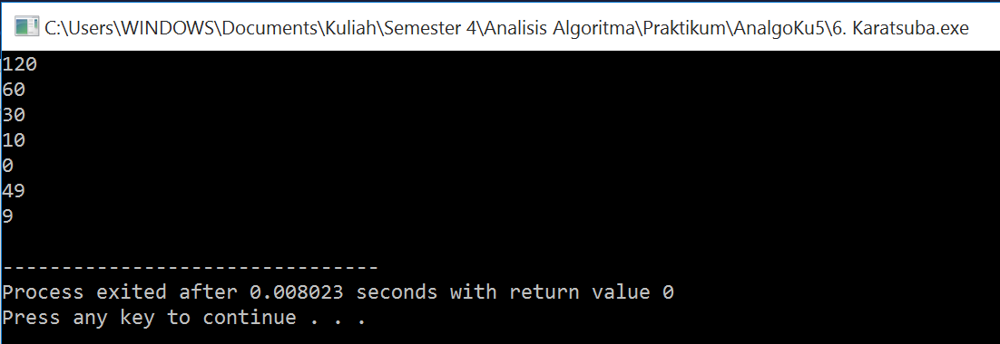 C:\Users\WINDOWS\Documents\Kuliah\Semester 4\Analisis Algoritma\Praktikum\AnalgoKu5\6. Karatsuba.exe
120
60
30
10
0
49
9
--------------------------------
Process exited after 0.008023 seconds with return value 0
Press any key to continue . . .